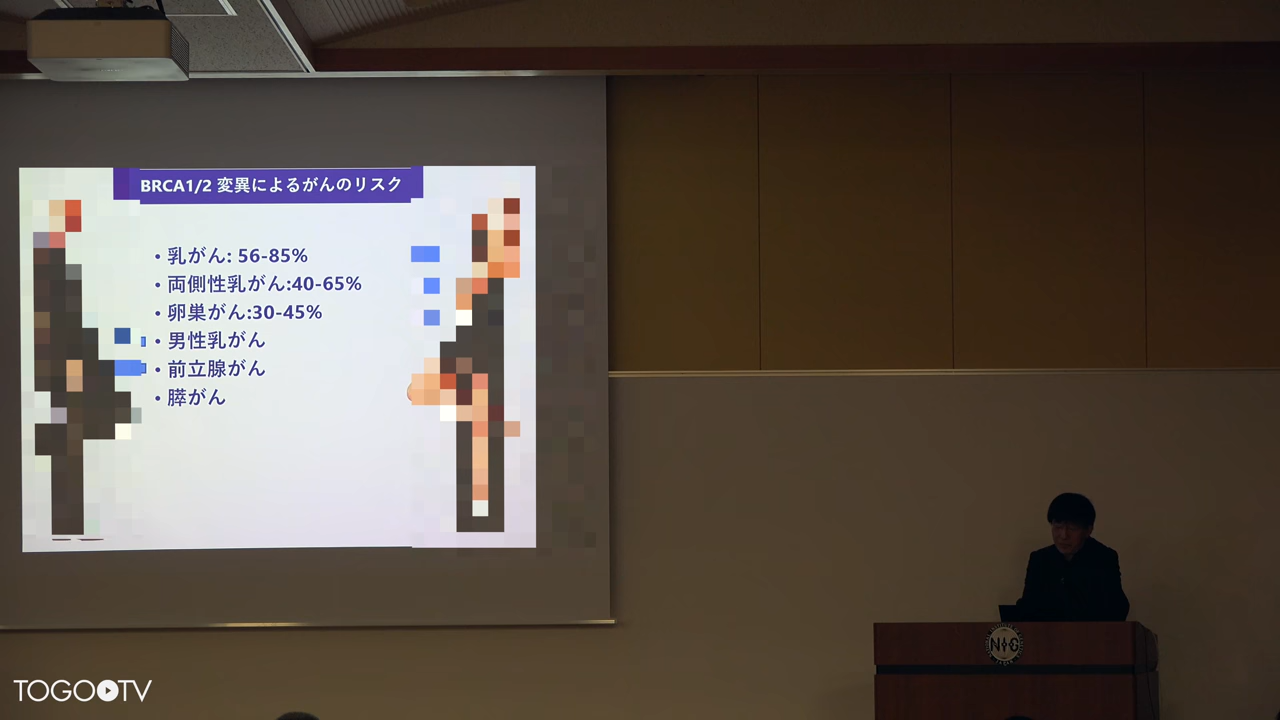 BRCA1/2 変異によるがんのリスク
• 乳がん: 56-85%
• 両側性乳がん:40-65%
• 卵巣がん:30-45%
• 男性乳がん
• 前立腺がん
• 膵がん
NIG
TOGOTV